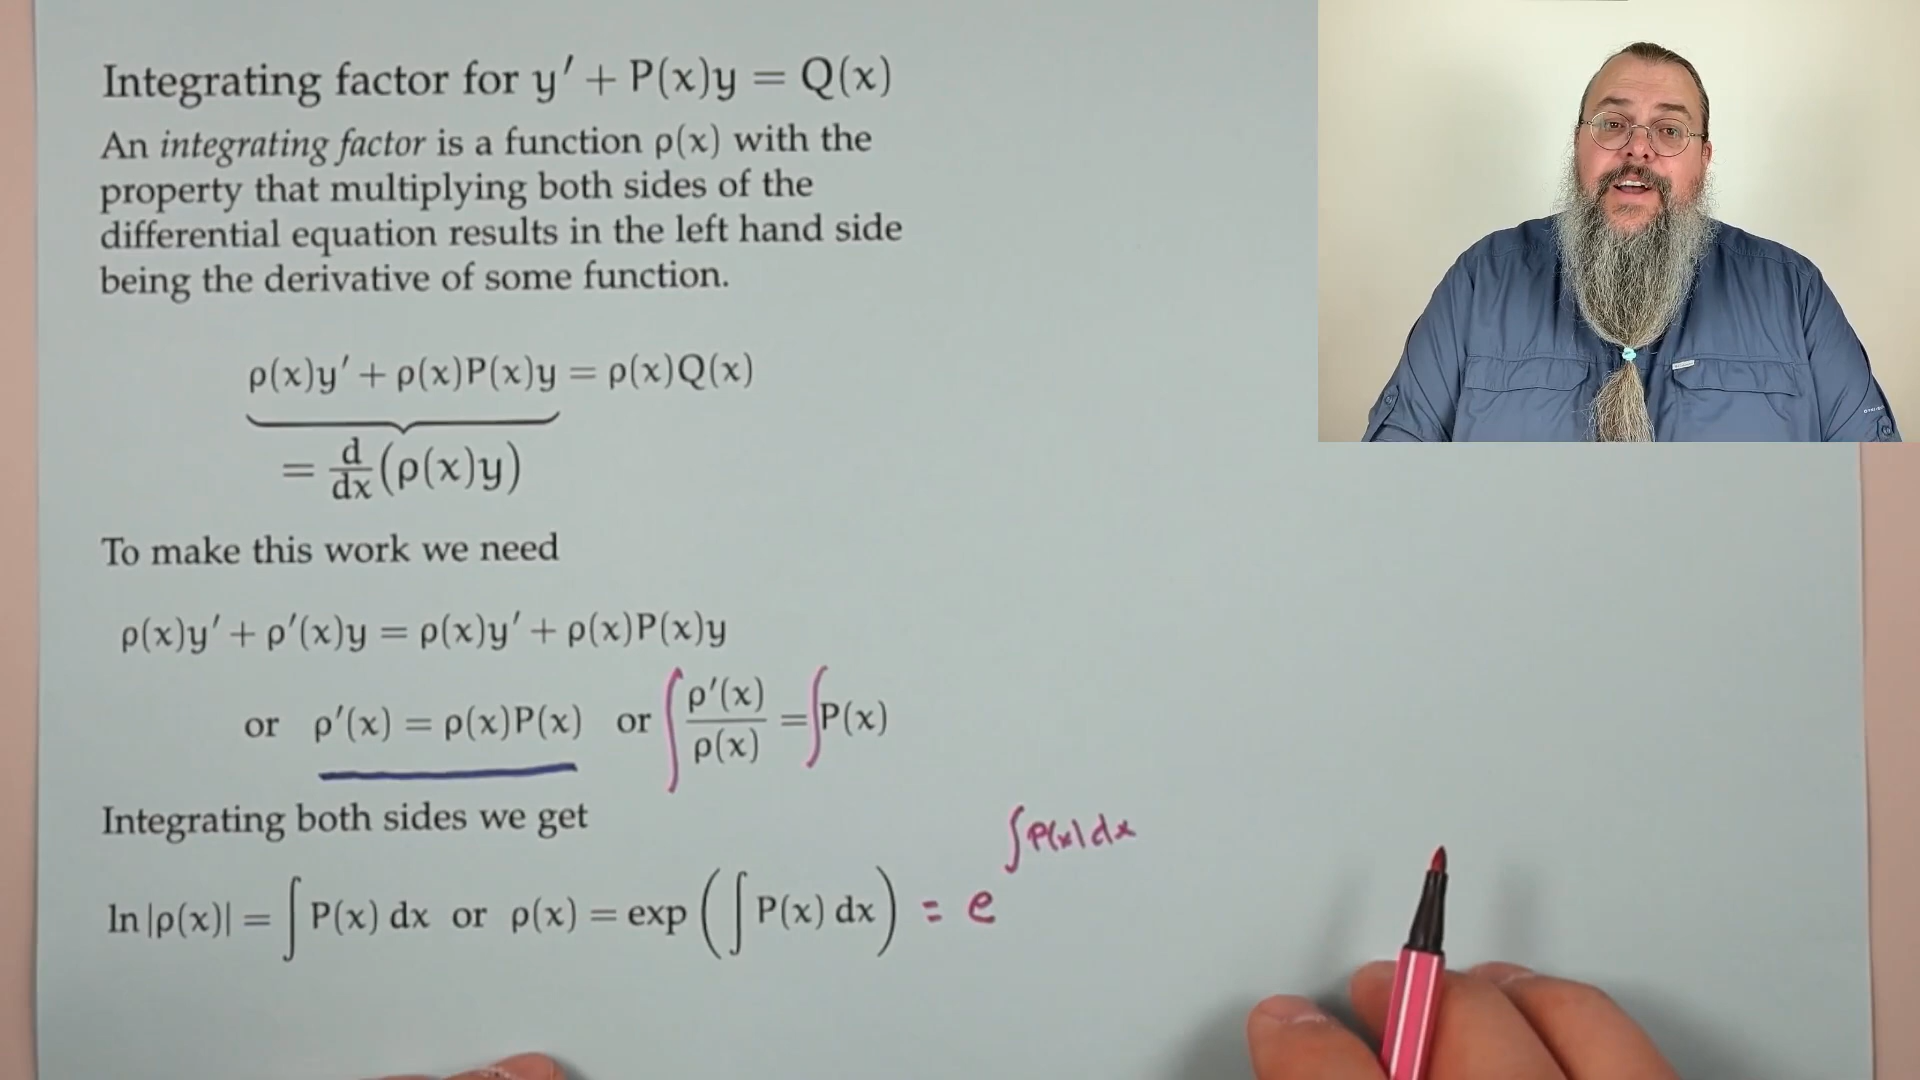 Integrating factor for y′ + P(x)y = Q(x)
An integrating factor is a function ρ(x) with the
property that multiplying both sides of the
differential equation results in the left hand side
being the derivative of some function.
ρ(x)y′ + ρ(x)P(x)y = ρ(x)Q(x)
= d/dx (ρ(x)y)
To make this work we need
ρ(x)y′ + ρ′(x)y = ρ(x)y′ + ρ(x)P(x)y
or ρ′(x) = ρ(x)P(x) or ∫ ρ′(x)/ρ(x) = ∫ P(x)
Integrating both sides we get
ln|ρ(x)| = ∫ P(x) dx or ρ(x) = exp(∫ P(x) dx) = e^∫P(x)dx